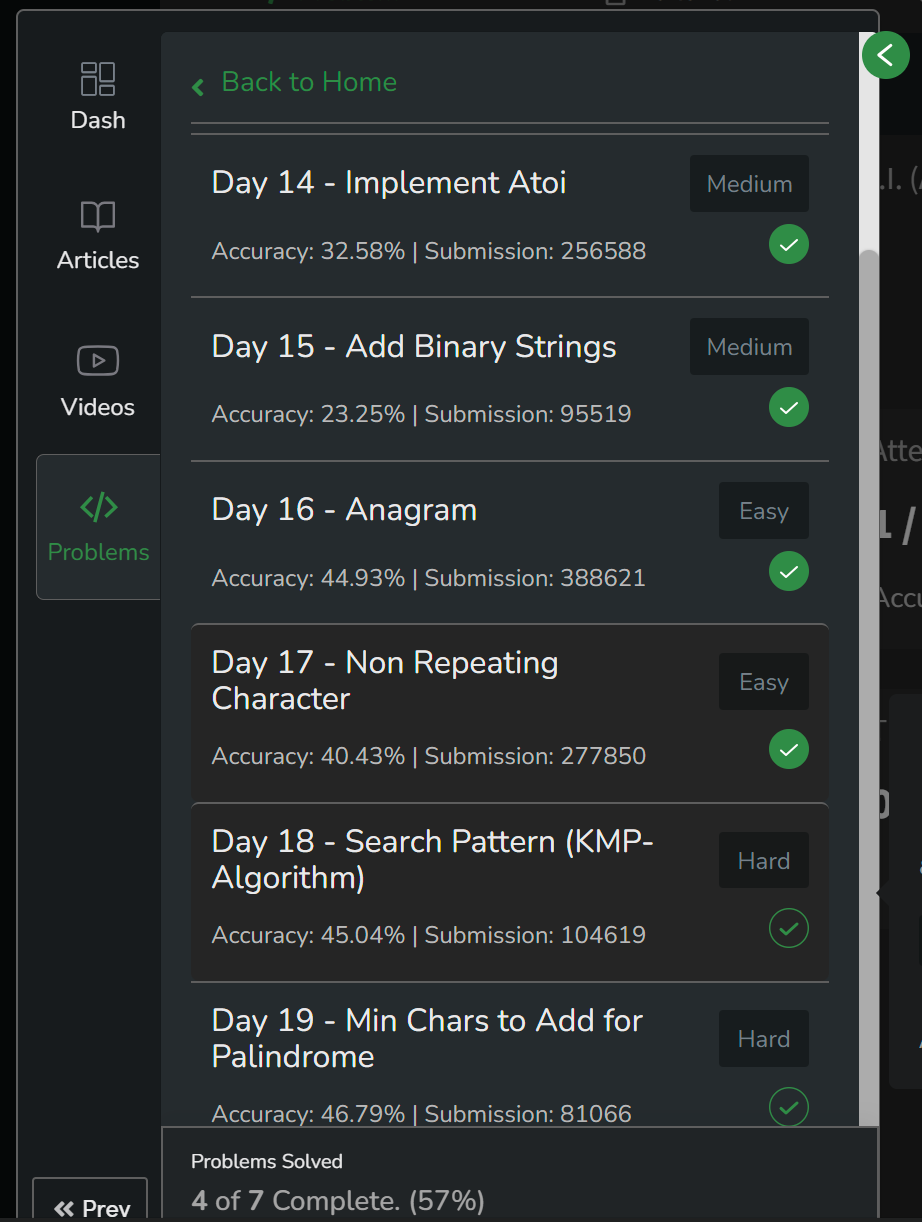 Dash
Articles
Videos
Problems
Prev
Back to Home
Day 14 - Implement Atoi
Medium
Accuracy: 32.58% | Submission: 256588
Day 15 - Add Binary Strings
Medium
Accuracy: 23.25% | Submission: 95519
Day 16 - Anagram
Easy
Accuracy: 44.93% | Submission: 388621
Day 17 - Non Repeating
Character
Easy
Accuracy: 40.43% | Submission: 277850
Day 18 - Search Pattern (KMP-
Algorithm)
Hard
Accuracy: 45.04% | Submission: 104619
Day 19 - Min Chars to Add for
Palindrome
Hard
Accuracy: 46.79% | Submission: 81066
Problems Solved
4 of 7 Complete. (57%)